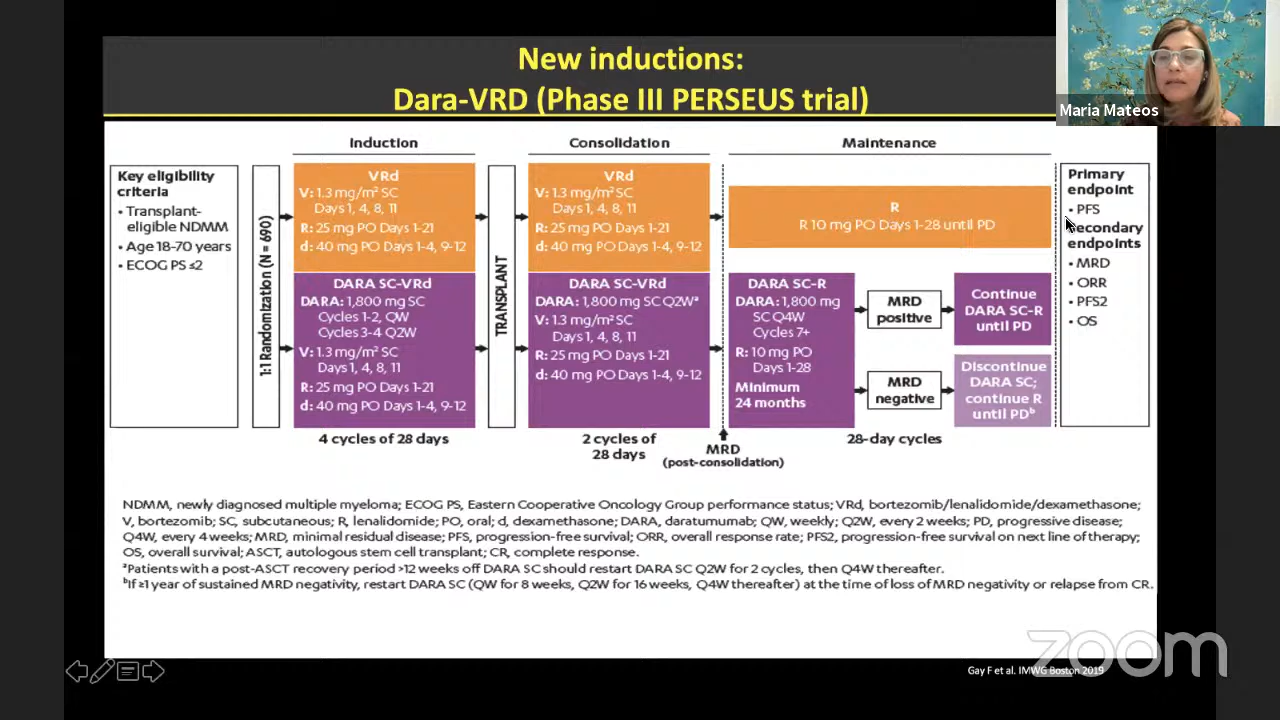 New inductions:
Dara-VRD (Phase III PERSEUS trial)
Maria Mateos
Induction
Consolidation
Maintenance
Key eligibility
criteria
• Transplant-
eligible NDMM
• Age 18-70 years
• ECOG PS ≤2
1:1 Randomization (N = 690)
VRd
V: 1.3 mg/m² SC
Days 1, 4, 8, 11
R: 25 mg PO Days 1-21
d: 40 mg PO Days 1-4, 9-12
DARA SC-VRd
DARA: 1,800 mg SC
Cycles 1-2, QW
Cycles 3-4 Q2W
V: 1.3 mg/m² SC
Days 1, 4, 8, 11
R: 25 mg PO Days 1-21
d: 40 mg PO Days 1-4, 9-12
4 cycles of 28 days
TRANSPLANT
VRd
V: 1.3 mg/m² SC
Days 1, 4, 8, 11
R: 25 mg PO Days 1-21
d: 40 mg PO Days 1-4, 9-12
DARA SC-VRd
DARA: 1,800 mg SC Q2Wᵃ
V: 1.3 mg/m² SC
Days 1, 4, 8, 11
R: 25 mg PO Days 1-21
d: 40 mg PO Days 1-4, 9-12
2 cycles of
28 days
MRD
(post-consolidation)
R
R 10 mg PO Days 1-28 until PD
DARA SC-R
DARA: 1,800 mg
SC Q4W
Cycles 7+
R: 10 mg PO
Days 1-28
Minimum
24 months
MRD
positive
Continue
DARA SC-R
until PD
MRD
negative
Discontinue
DARA SC;
continue R
until PDᵇ
28-day cycles
Primary
endpoint
• PFS
Secondary
endpoints
• MRD
• ORR
• PFS2
• OS
NDMM, newly diagnosed multiple myeloma; ECOG PS, Eastern Cooperative Oncology Group performance status; VRd, bortezomib/lenalidomide/dexamethasone;
V, bortezomib; SC, subcutaneous; R, lenalidomide; PO, oral; d, dexamethasone; DARA, daratumumab; QW, weekly; Q2W, every 2 weeks; PD, progressive disease;
Q4W, every 4 weeks; MRD, minimal residual disease; PFS, progression-free survival; ORR, overall response rate; PFS2, progression-free survival on next line of therapy;
OS, overall survival; ASCT, autologous stem cell transplant; CR, complete response.
ᵃPatients with a post-ASCT recovery period >12 weeks off DARA SC should restart DARA SC Q2W for 2 cycles, then Q4W thereafter.
ᵇIf ≥1 year of sustained MRD negativity, restart DARA SC (QW for 8 weeks, Q2W for 16 weeks, Q4W thereafter) at the time of loss of MRD negativity or relapse from CR.
zoom
Gay F et al. IMWG Boston 2019